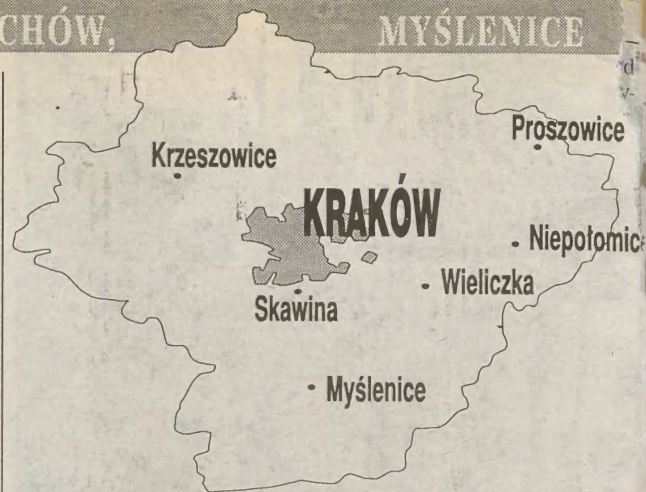 CHÓW, MYŚLENICE
d
v-
Proszowice
Krzeszowice
KRAKÓW
Niepołomic
Wieliczka
Skawina
Myślenice